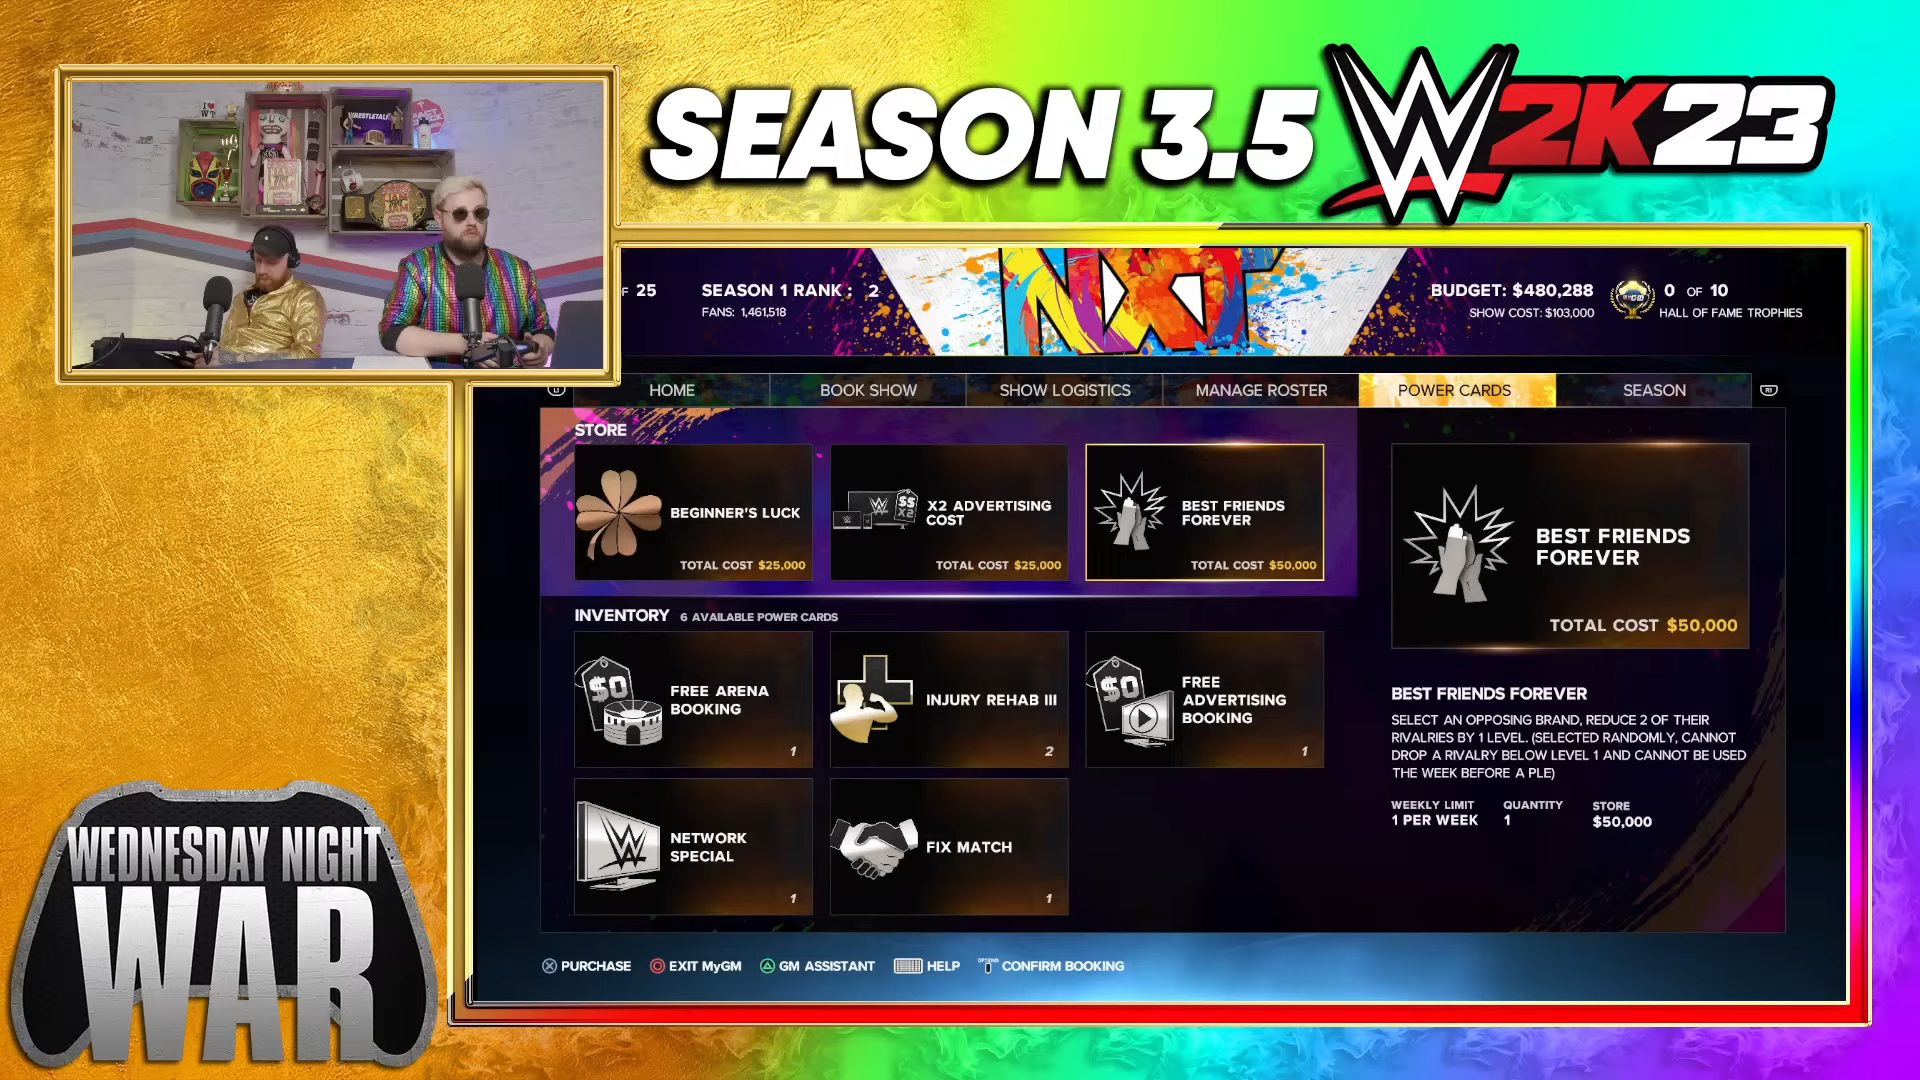 SEASON 3.5
W2K23
I ♥
WT
WRESTLETALK
25
SEASON 1 RANK : 2
FANS: 1,461,518
NXT
BUDGET: $480,288
SHOW COST: $103,000
0 OF 10
HALL OF FAME TROPHIES
HOME
BOOK SHOW
SHOW LOGISTICS
MANAGE ROSTER
POWER CARDS
SEASON
R1
STORE
BEGINNER'S LUCK
TOTAL COST $25,000
$$
X2
X2 ADVERTISING
COST
TOTAL COST $25,000
BEST FRIENDS
FOREVER
TOTAL COST $50,000
BEST FRIENDS
FOREVER
TOTAL COST $50,000
INVENTORY 6 AVAILABLE POWER CARDS
$0
FREE ARENA
BOOKING
1
INJURY REHAB III
2
$0
FREE
ADVERTISING
BOOKING
1
NETWORK
SPECIAL
1
FIX MATCH
1
BEST FRIENDS FOREVER
SELECT AN OPPOSING BRAND, REDUCE 2 OF THEIR
RIVALRIES BY 1 LEVEL. (SELECTED RANDOMLY, CANNOT
DROP A RIVALRY BELOW LEVEL 1 AND CANNOT BE USED
THE WEEK BEFORE A PLE)
WEEKLY LIMIT
1 PER WEEK
QUANTITY
1
STORE
$50,000
PURCHASE
EXIT MyGM
GM ASSISTANT
HELP
OPTIONS
CONFIRM BOOKING
WEDNESDAY NIGHT
WAR